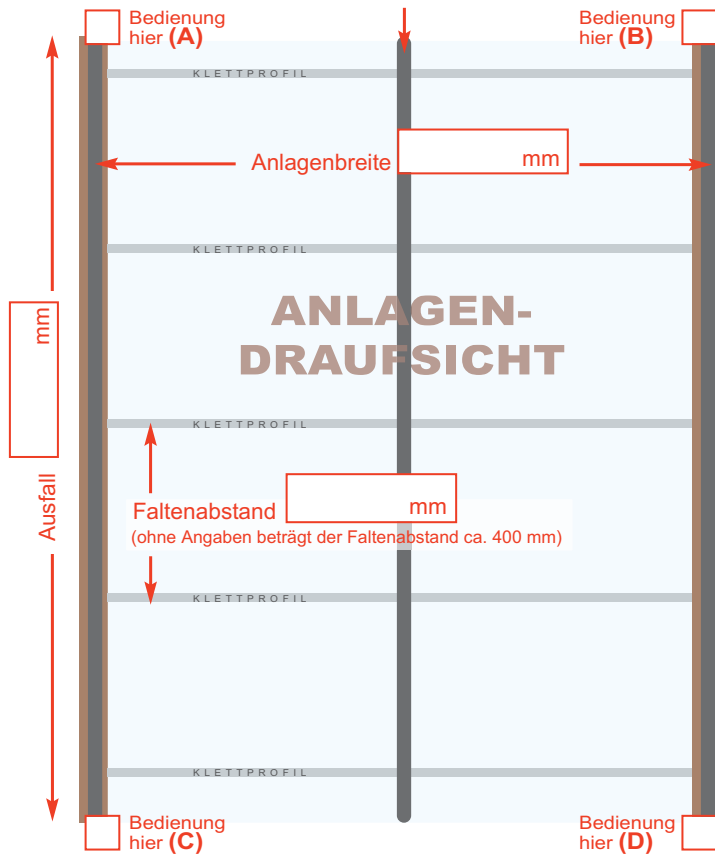 Bedienung
hier (A)
Bedienung
hier (B)
KLETTPROFIL
Anlagenbreite mm
KLETTPROFIL
ANLAGEN-
DRAUFSICHT
mm
Ausfall
KLETTPROFIL
Faltenabstand mm
(ohne Angaben beträgt der Faltenabstand ca. 400 mm)
KLETTPROFIL
KLETTPROFIL
Bedienung
hier (C)
Bedienung
hier (D)